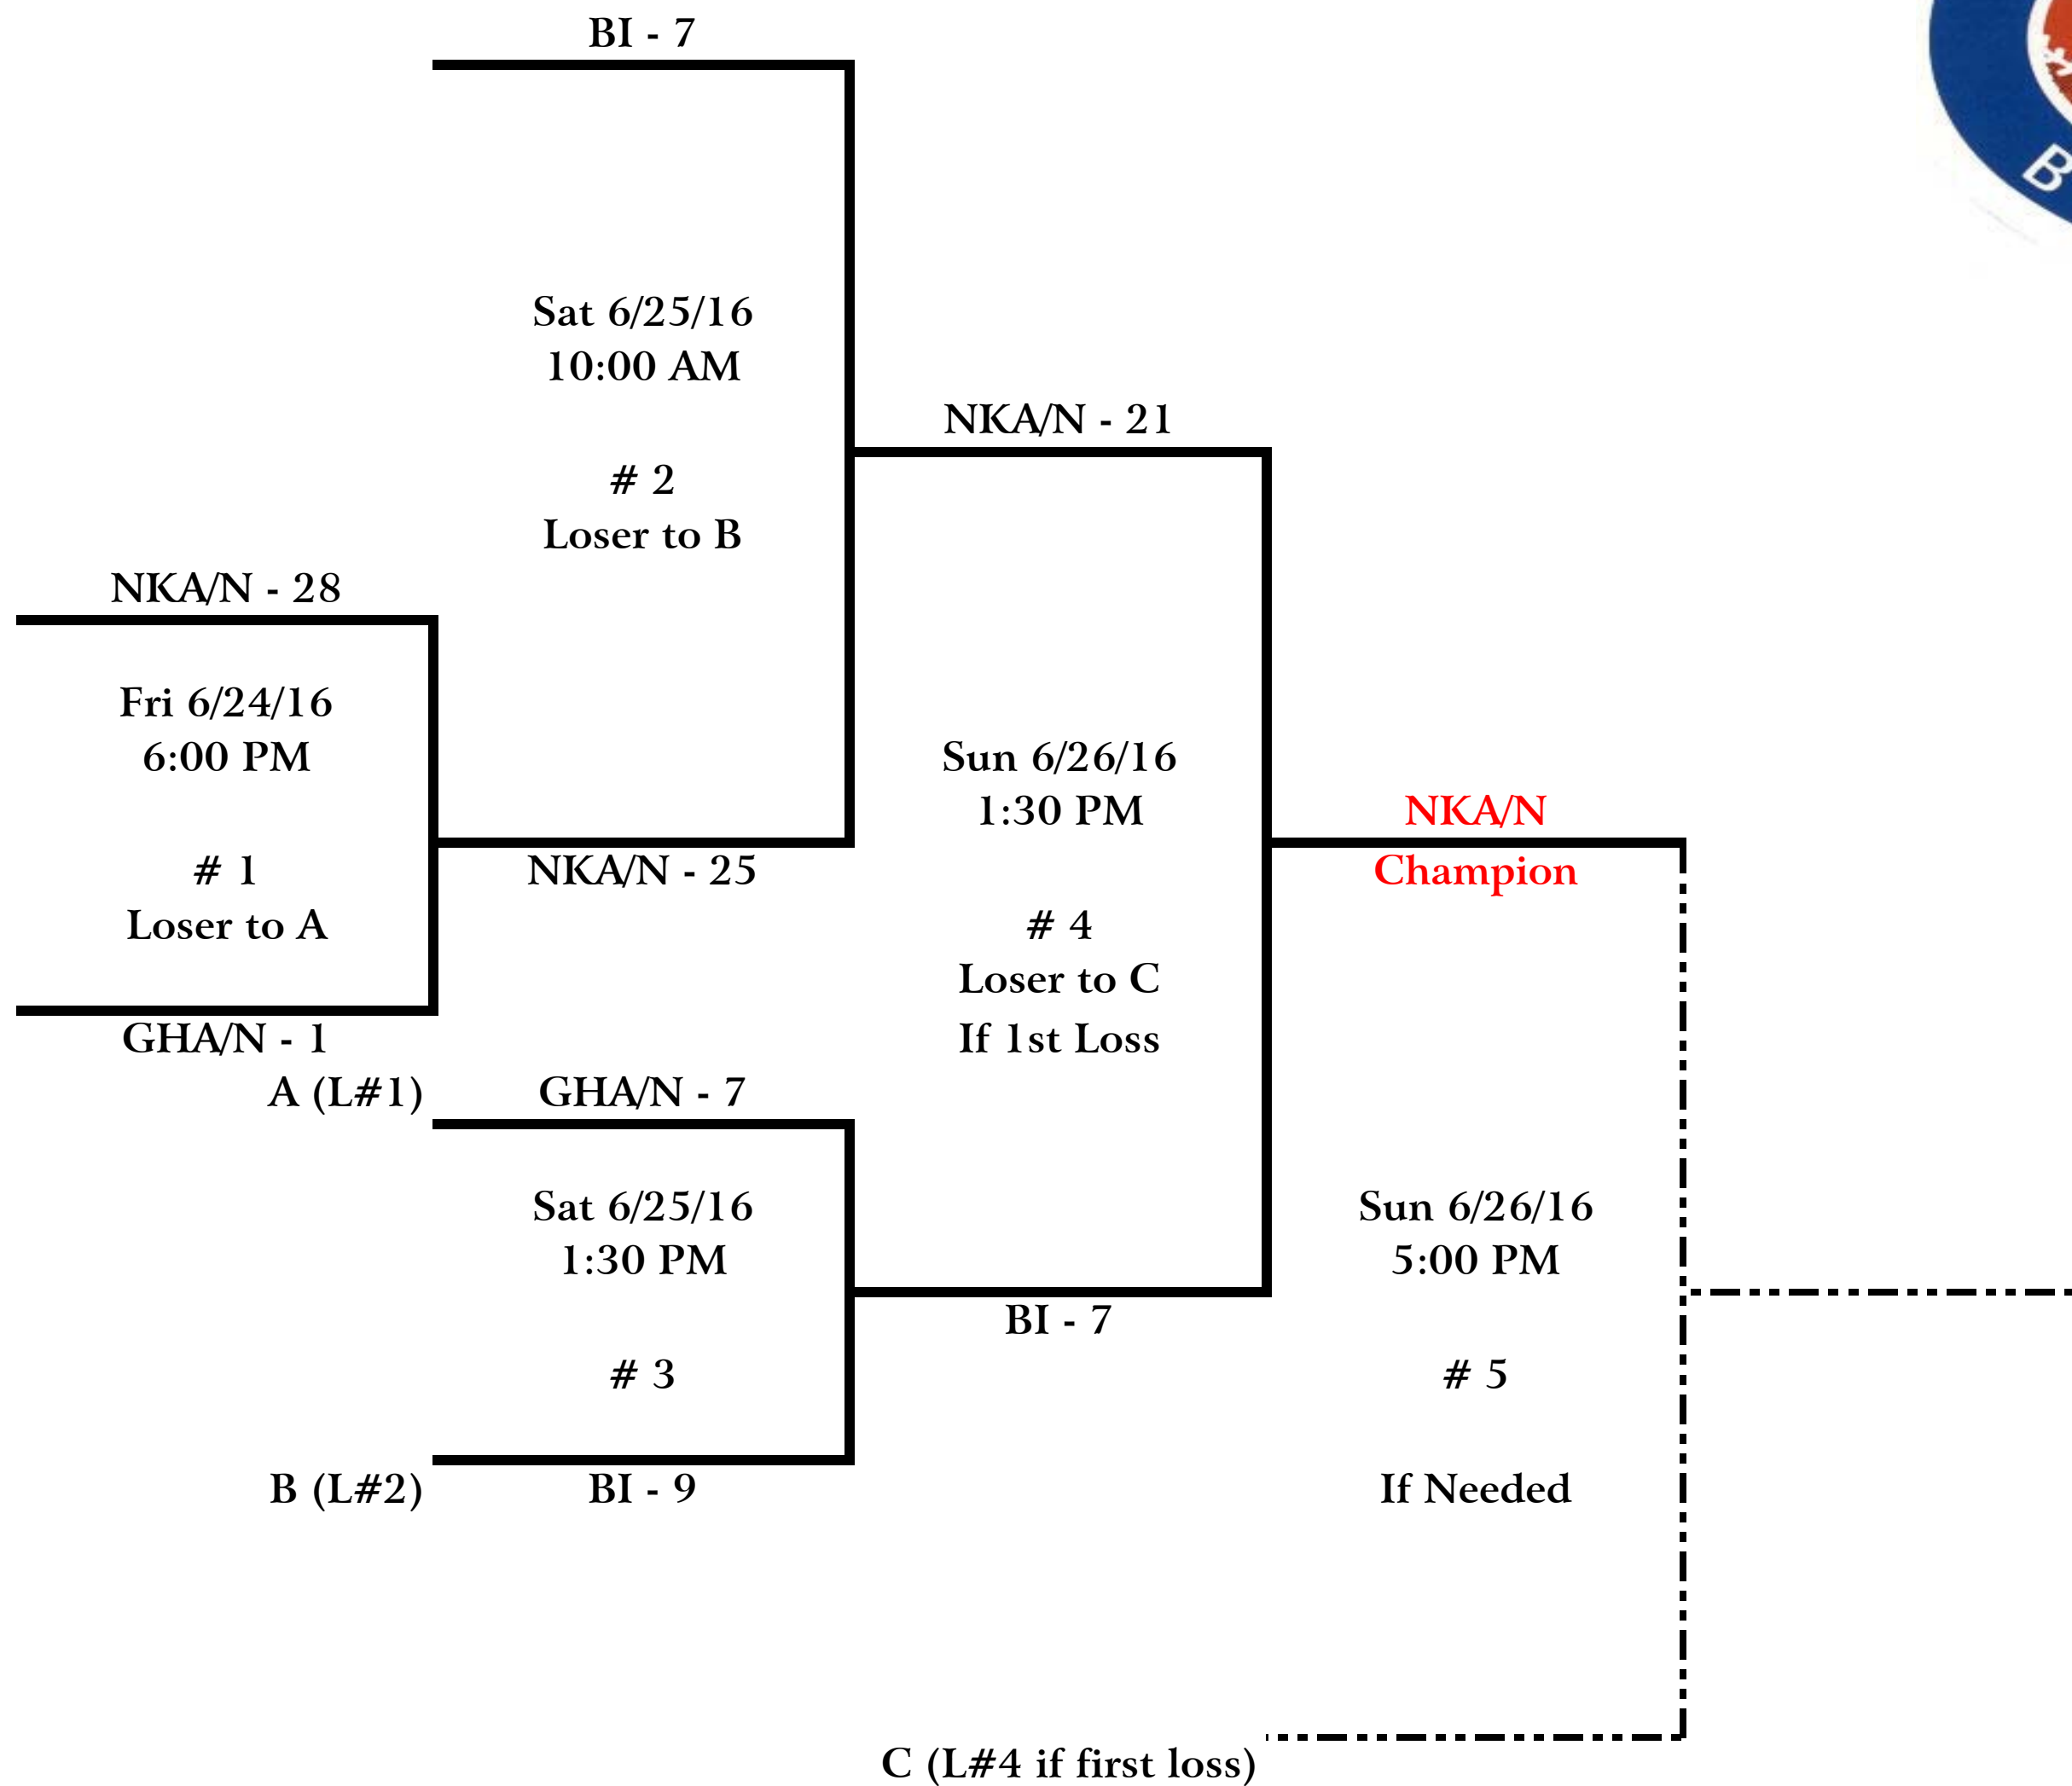 BI - 7
B
Sat 6/25/16
10:00 AM
NKA/N - 21
# 2
Loser to B
NKA/N - 28
Fri 6/24/16
6:00 PM
Sun 6/26/16
1:30 PM
NKA/N
# 1
NKA/N - 25
Champion
Loser to A
# 4
Loser to C
GHA/N - 1
If 1st Loss
A (L#1)
GHA/N - 7
Sat 6/25/16
1:30 PM
Sun 6/26/16
5:00 PM
BI - 7
# 3
# 5
B (L#2)
BI - 9
If Needed
C (L#4 if first loss)